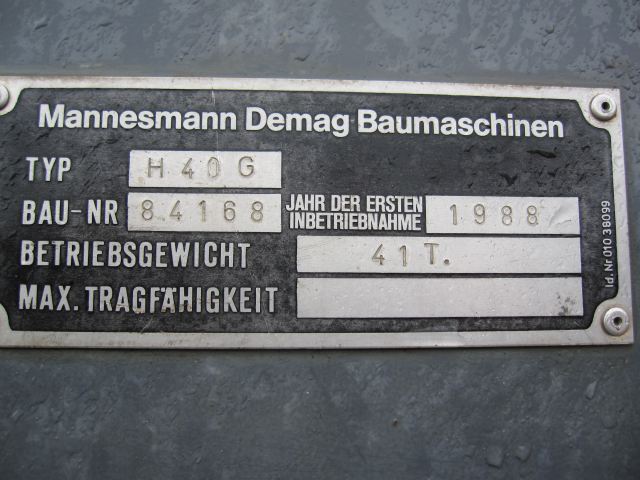 Mannesmann Demag Baumaschinen
TYP H 40 G
BAU-NR 84168 JAHR DER ERSTEN INBETRIEBNAHME 1988
BETRIEBSGEWICHT 41 T.
MAX. TRAGFÄHIGKEIT
Id. Nr 010 38099